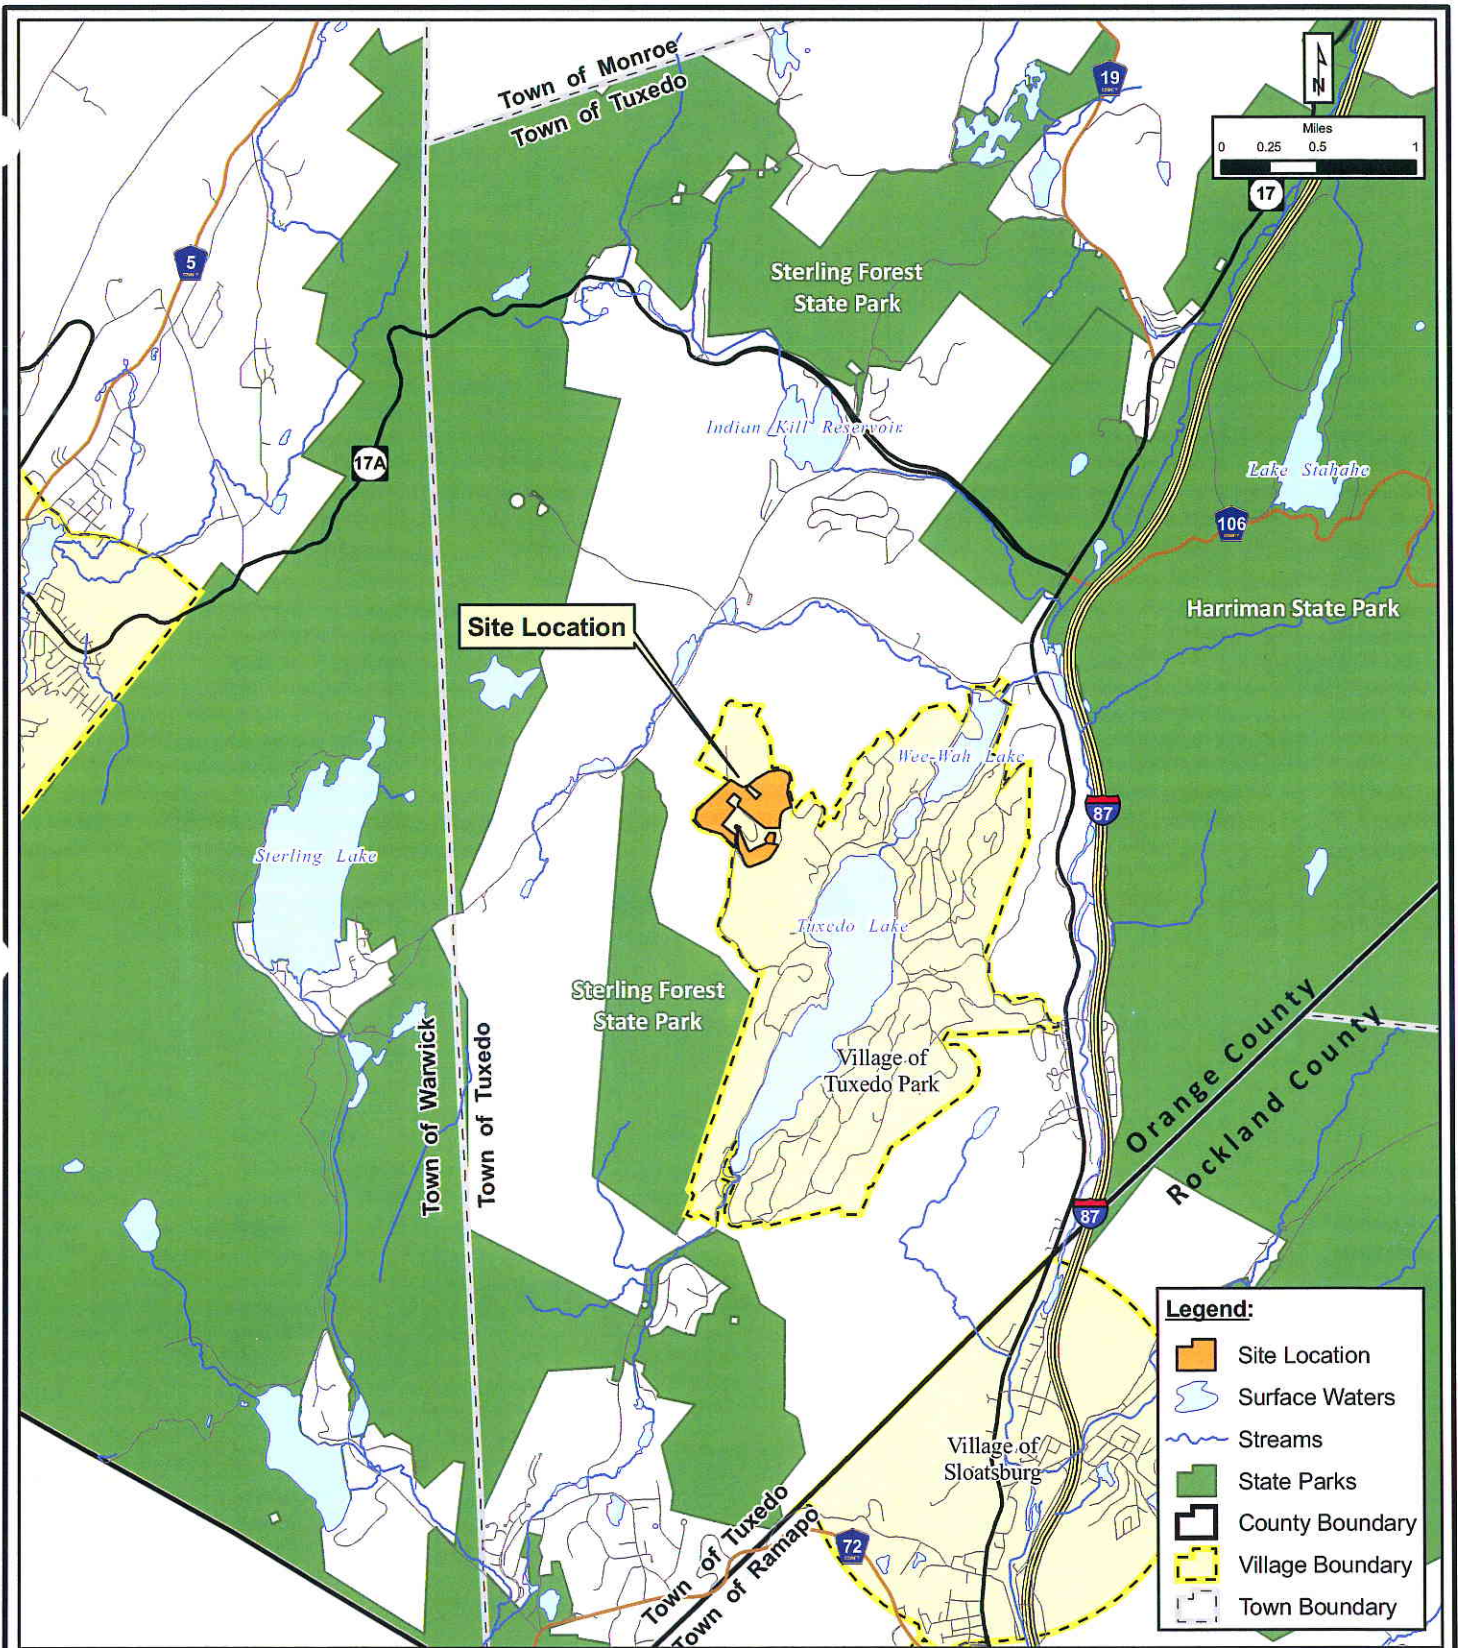 Town of Monroe
Town of Tuxedo
19
N
Miles
0 0.25 0.5 1
17
5
Sterling Forest
State Park
Indian Kill Reservoir
17A
Lake Stahahe
106
Harriman State Park
Site Location
Wee-Wah Lake
87
Sterling Lake
Tuxedo Lake
Sterling Forest
State Park
Village of
Tuxedo Park
Town of Warwick
Town of Tuxedo
Orange County
Rockland County
87
Village of
Sloatsburg
Town of Tuxedo
Town of Ramapo
72
Legend:
Site Location
Surface Waters
Streams
State Parks
County Boundary
Village Boundary
Town Boundary